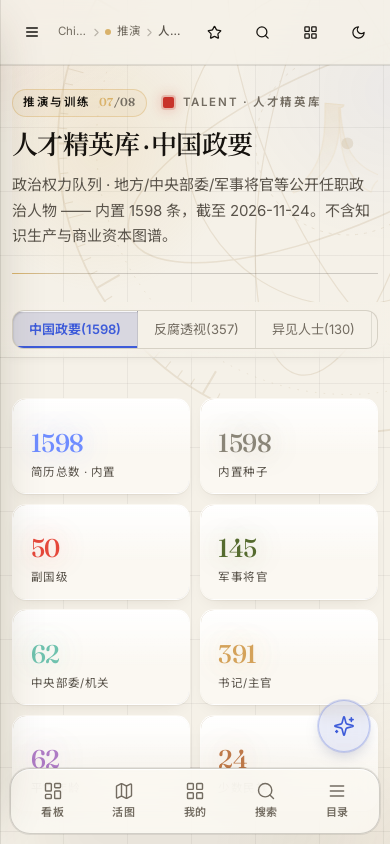 Chi... > 推演 > 人...
推演与训练 07/08 TALENT · 人才精英库
人才精英库·中国政要
政治权力队列 · 地方/中央部委/军事将官等公开任职政
治人物 —— 内置 1598 条，截至 2026-11-24。不含知
识生产与商业资本图谱。
中国政要(1598) 反腐透视(357) 异见人士(130)
1598 1598
简历总数 · 内置 内置种子
50 145
副国级 军事将官
62 391
中央部委/机关 书记/主官
62 24
看板 活图 我的 搜索 目录